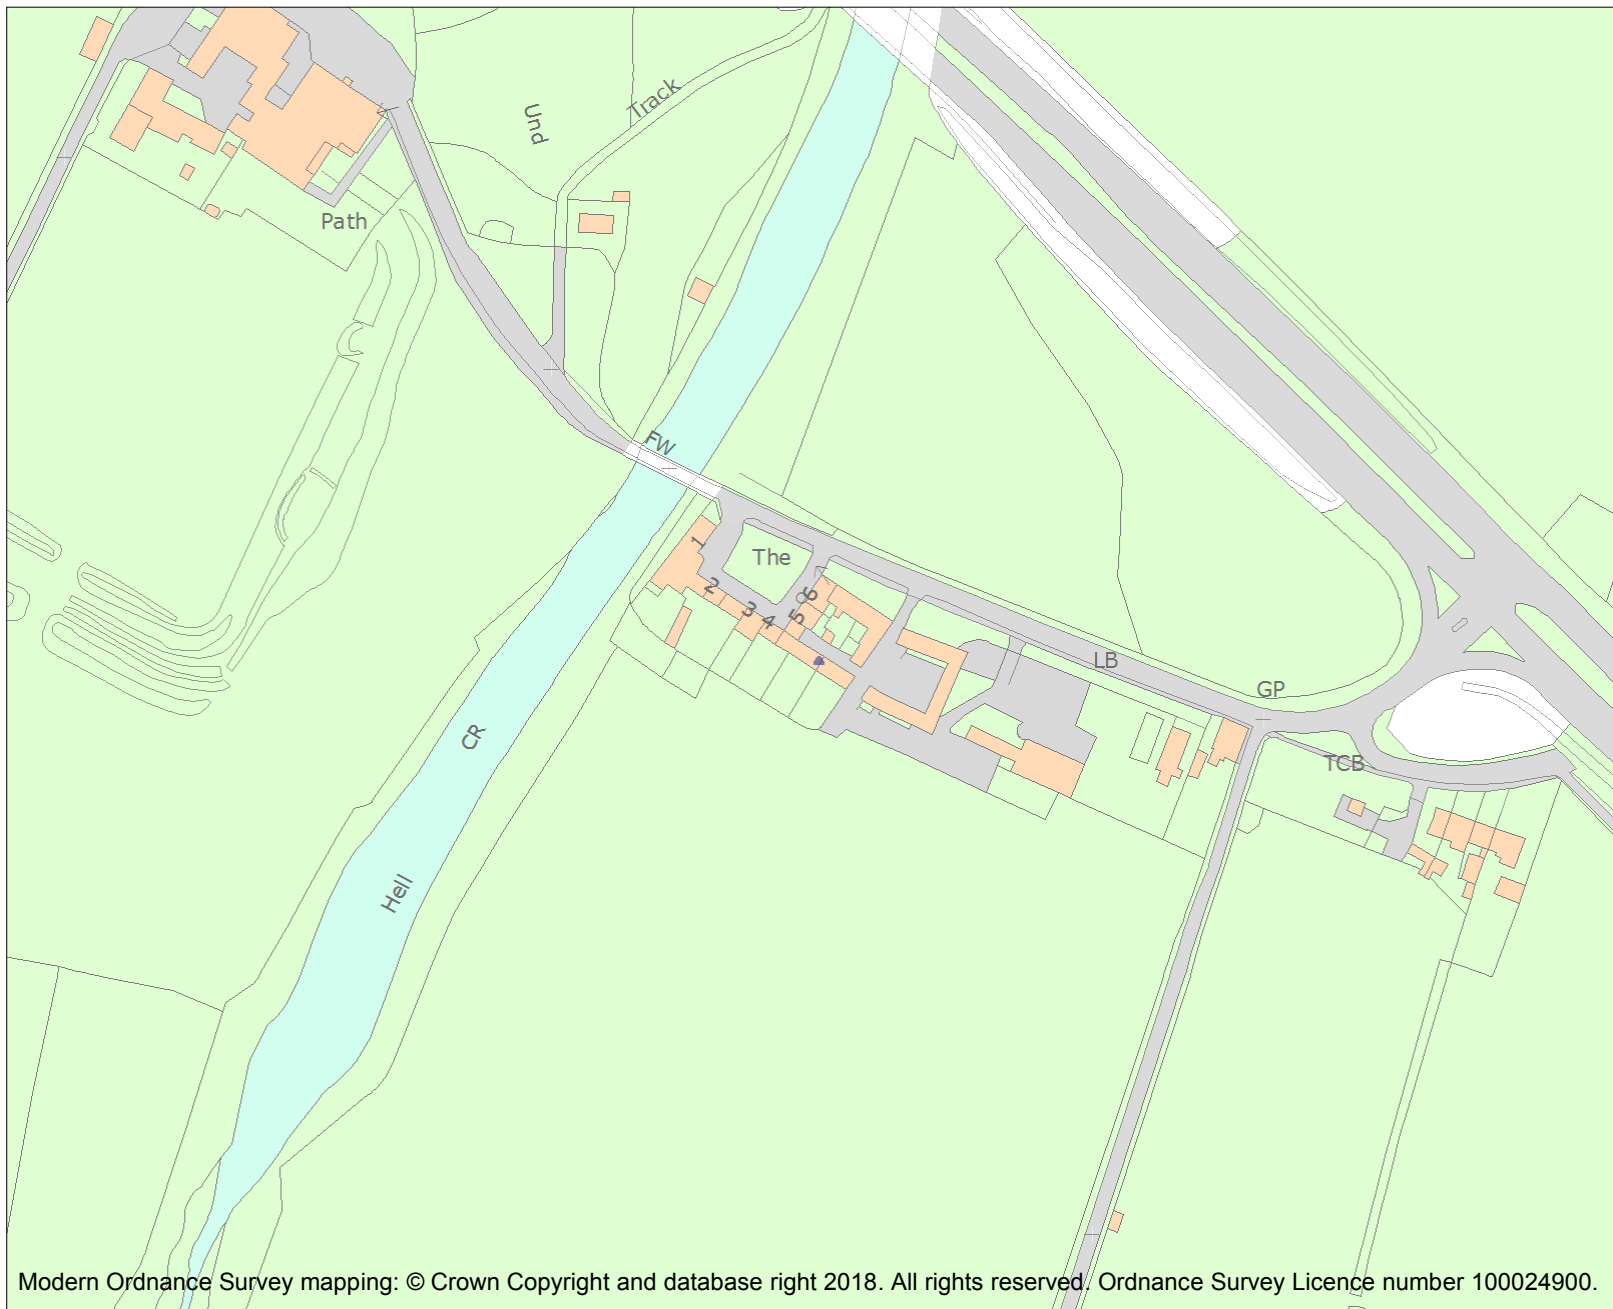 Und
Track
Path
FW
The
1
2
3
4
5
6
LB
GP
CR
TCB
Hell
Modern Ordnance Survey mapping: © Crown Copyright and database right 2018. All rights reserved. Ordnance Survey Licence number 100024900.